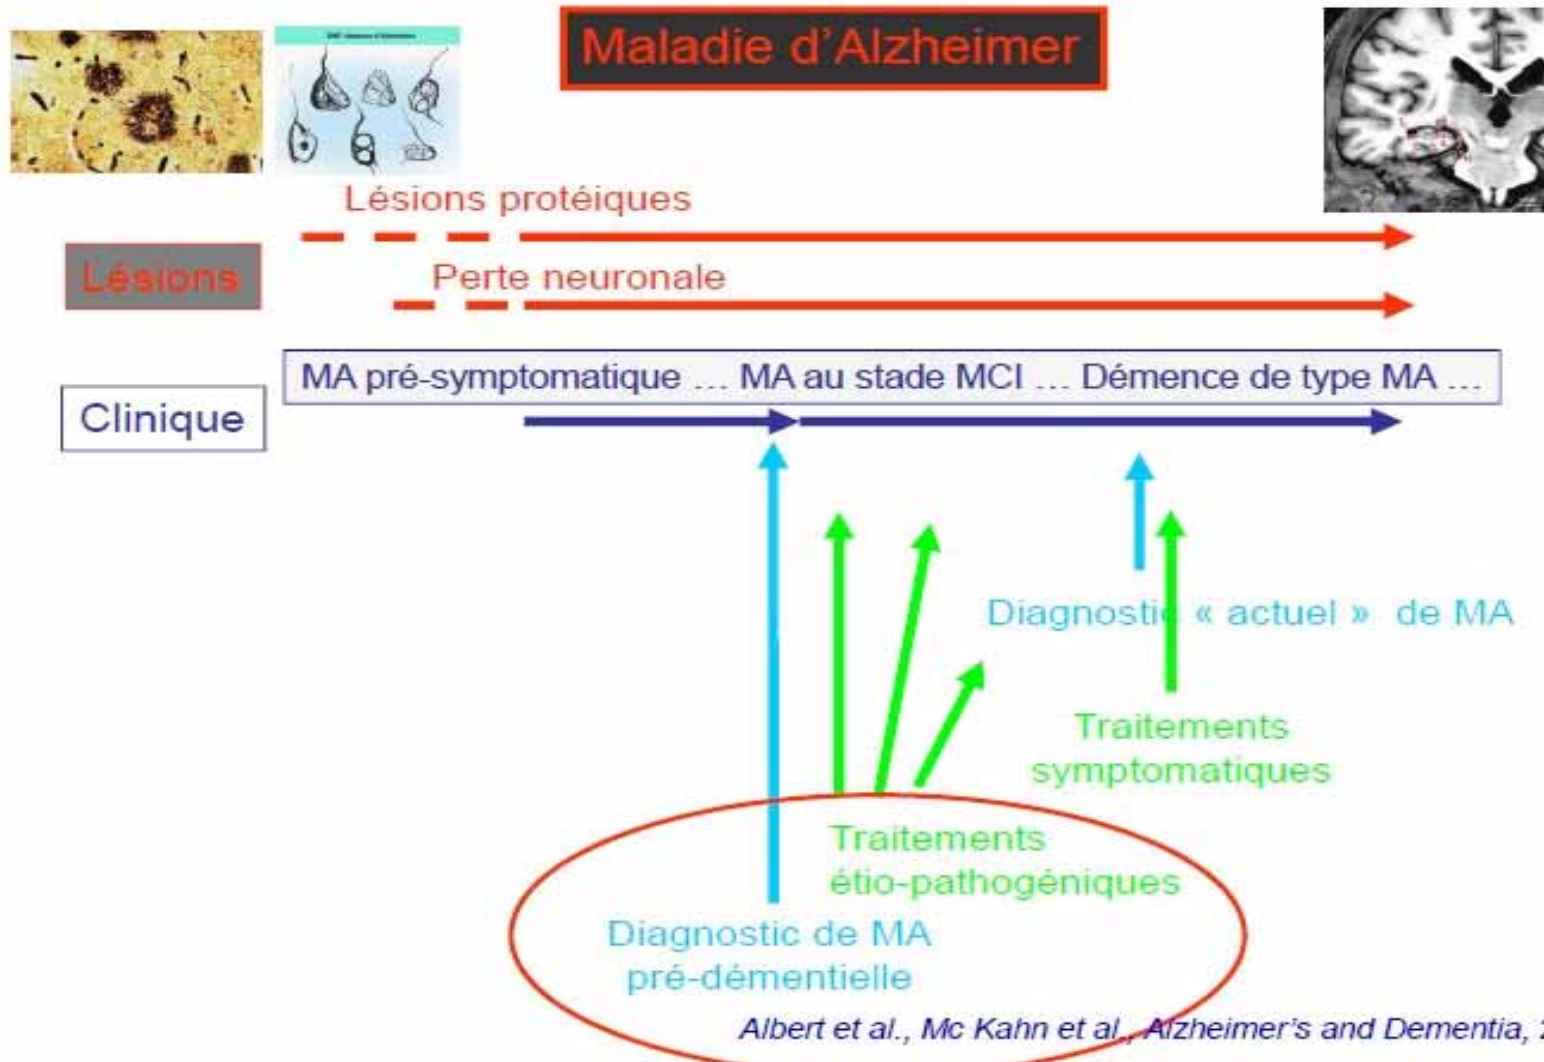 Maladie d'Alzheimer
Lésions protéiques
Lésions
Perte neuronale
MA pré-symptomatique … MA au stade MCI … Démence de type MA …
Clinique
Diagnostic « actuel » de MA
Traitements
symptomatiques
Traitements
étio-pathogéniques
Diagnostic de MA
pré-démentielle
Albert et al., Mc Kahn et al., Alzheimer's and Dementia,